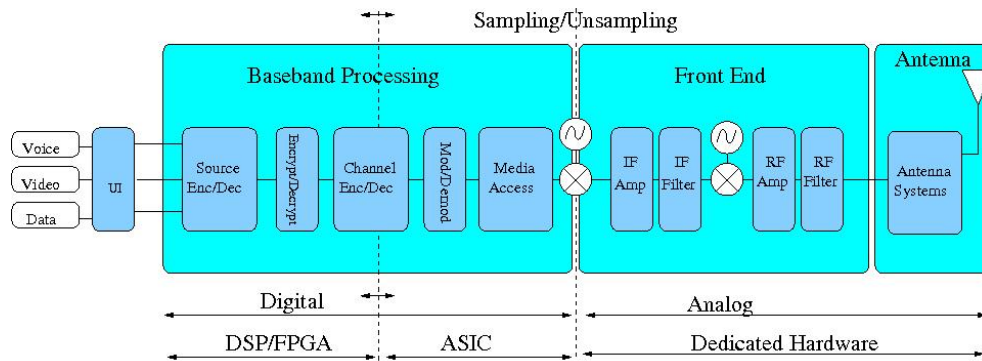 Sampling/Unsampling
Baseband Processing
Front End
Antenna
Voice
Video
Data
UI
Source
Enc/Dec
Encrypt/Decrypt
Channel
Enc/Dec
Mod/Demod
Media
Access
IF
Amp
IF
Filter
RF
Amp
RF
Filter
Antenna
Systems
Digital
Analog
DSP/FPGA
ASIC
Dedicated Hardware